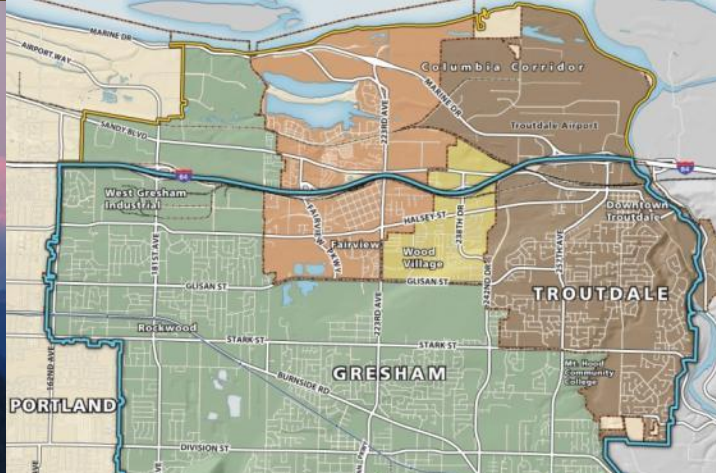 MARINE DR
AIRPORT WAY
Columbia Corridor
MARINE DR
223RD AVE
SANDY BLVD
Troutdale Airport
84
84
West Gresham
Industrial
181ST AVE
FAIRVIEW PKWY
HALSEY ST
238TH DR
Downtown
Troutdale
Fairview
Wood
Village
257TH AVE
GLISAN ST
GLISAN ST
242ND DR
TROUTDALE
223RD AVE
Rockwood
STARK ST
STARK ST
162ND AVE
GRESHAM
Mt. Hood
Community
College
BURNSIDE RD
PORTLAND
DIVISION ST